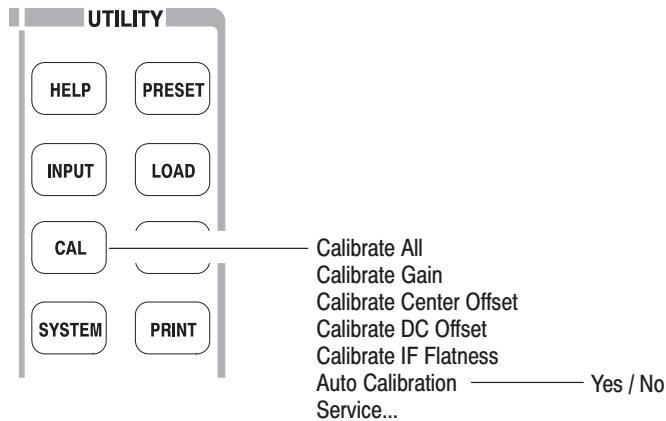 UTILITY
HELP PRESET
INPUT LOAD
CAL
SYSTEM PRINT
Calibrate All
Calibrate Gain
Calibrate Center Offset
Calibrate DC Offset
Calibrate IF Flatness
Auto Calibration Yes / No
Service...